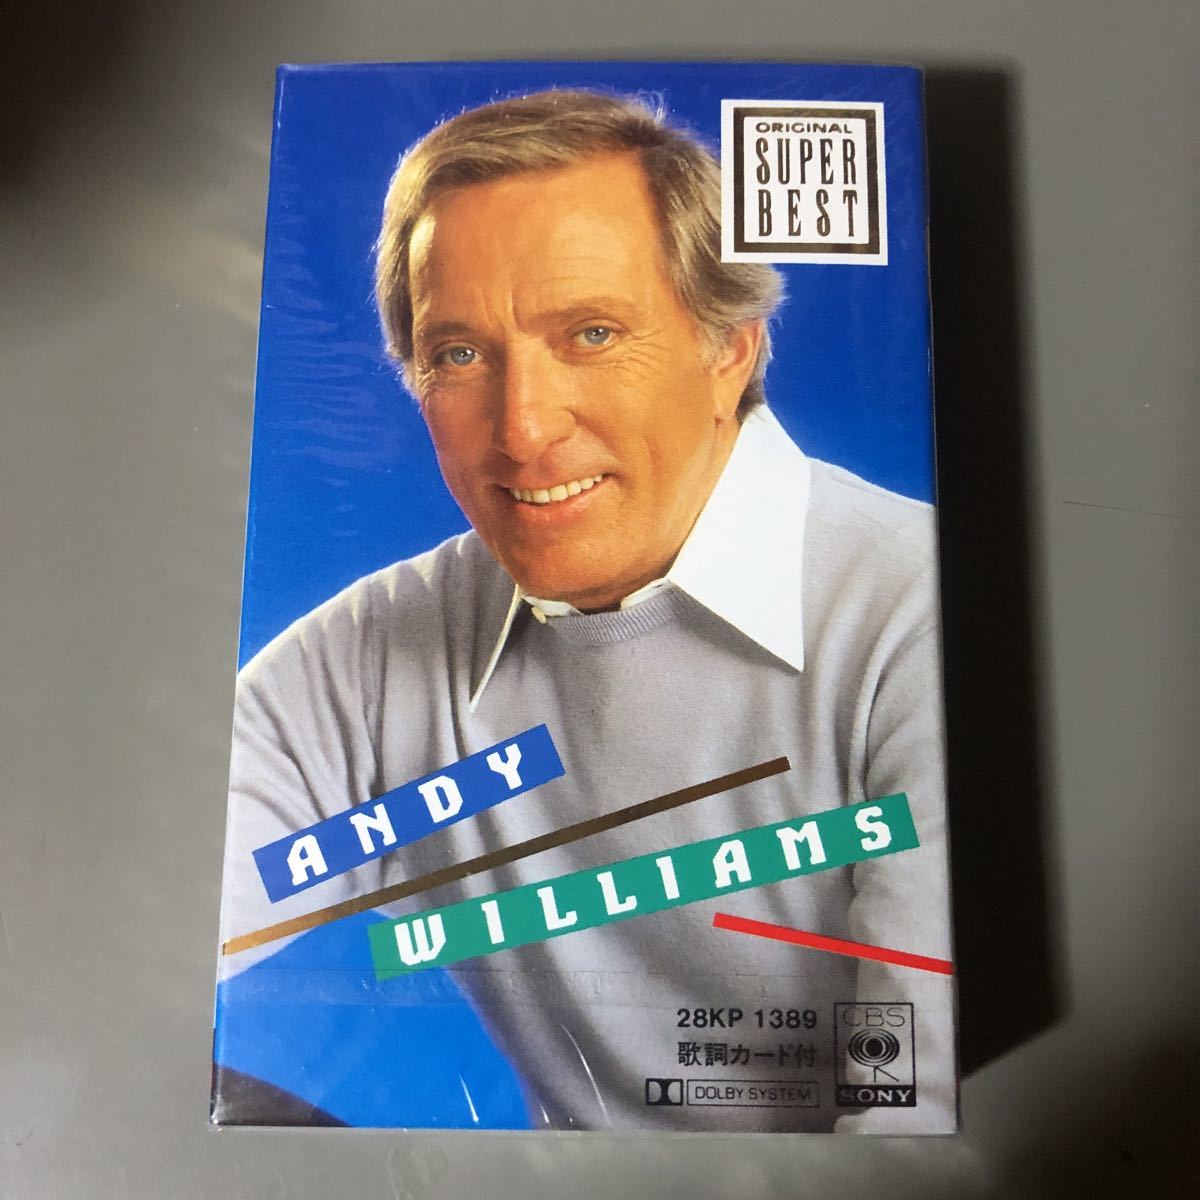 ORIGINAL
SUPER
BEST
ANDY
WILLIAMS
28KP 1389
歌詞カード付
DOLBY SYSTEM
CBS
SONY